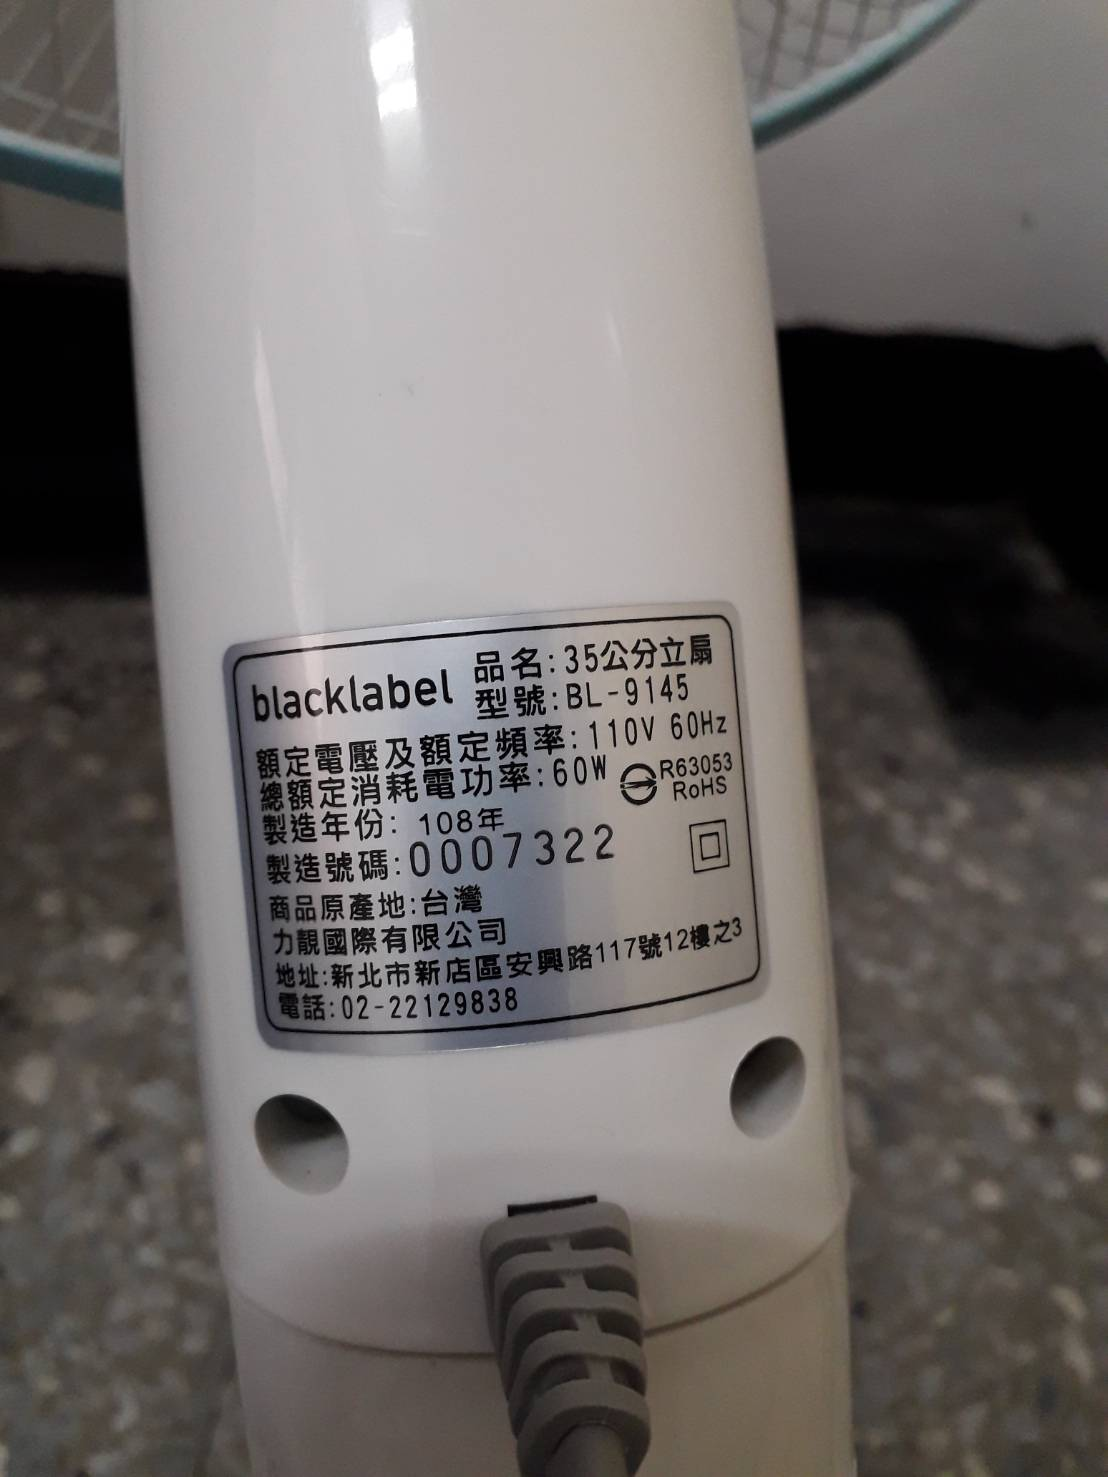 blacklabel
品名:35公分立扇
型號:BL-9145
額定電壓及額定頻率:110V 60Hz
總額定消耗電功率:60W
R63053
RoHS
製造年份: 108年
製造號碼:0007322
商品原產地:台灣
力靚國際有限公司
地址:新北市新店區安興路117號12樓之3
電話:02-22129838